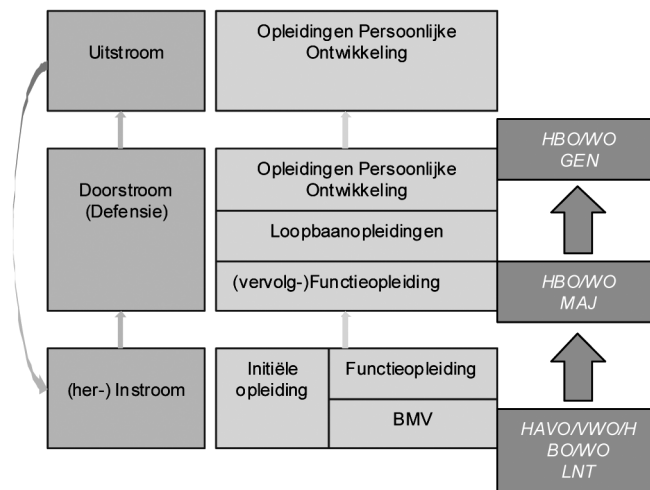 Uitstroom
Opleidingen Persoonlijke
Ontwikkeling
HBO/WO
GEN
Doorstroom
(Defensie)
Opleidingen Persoonlijke
Ontwikkeling
Loopbaanopleidingen
(vervolg-)Functieopleiding
HBO/WO
MAJ
(her-) Instroom
Initiële
opleiding
Functieopleiding
BMV
HAVO/VWO/H
BO/WO
LNT